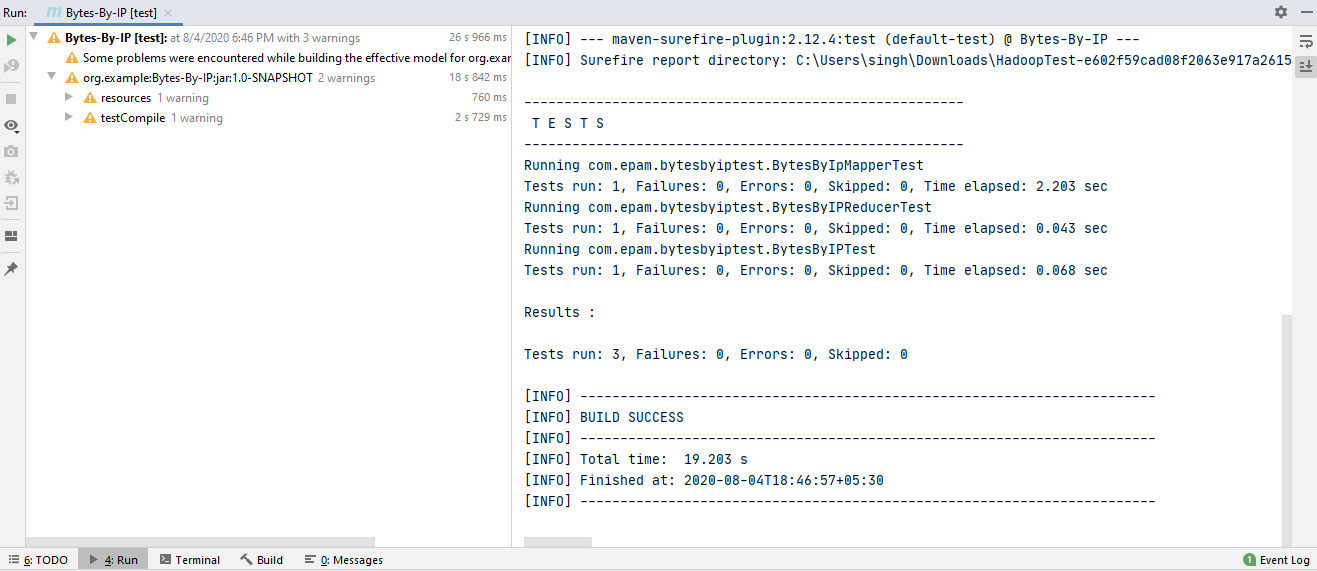 Run: Bytes-By-IP [test]
Bytes-By-IP [test]: at 8/4/2020 6:46 PM with 3 warnings 26 s 966 ms
Some problems were encountered while building the effective model for org.exar
org.example:Bytes-By-IP:jar:1.0-SNAPSHOT 2 warnings 18 s 842 ms
resources 1 warning 760 ms
testCompile 1 warning 2 s 729 ms
[INFO] --- maven-surefire-plugin:2.12.4:test (default-test) @ Bytes-By-IP ---
[INFO] Surefire report directory: C:\Users\singh\Downloads\HadoopTest-e602f59cad08f2063e917a2615
-------------------------------------------------------
T E S T S
-------------------------------------------------------
Running com.epam.bytesbyiptest.BytesByIpMapperTest
Tests run: 1, Failures: 0, Errors: 0, Skipped: 0, Time elapsed: 2.203 sec
Running com.epam.bytesbyiptest.BytesByIPReducerTest
Tests run: 1, Failures: 0, Errors: 0, Skipped: 0, Time elapsed: 0.043 sec
Running com.epam.bytesbyiptest.BytesByIPTest
Tests run: 1, Failures: 0, Errors: 0, Skipped: 0, Time elapsed: 0.068 sec
Results :
Tests run: 3, Failures: 0, Errors: 0, Skipped: 0
[INFO] ------------------------------------------------------------------------
[INFO] BUILD SUCCESS
[INFO] ------------------------------------------------------------------------
[INFO] Total time:  19.203 s
[INFO] Finished at: 2020-08-04T18:46:57+05:30
[INFO] ------------------------------------------------------------------------
6: TODO 4: Run Terminal Build 0: Messages 1 Event Log